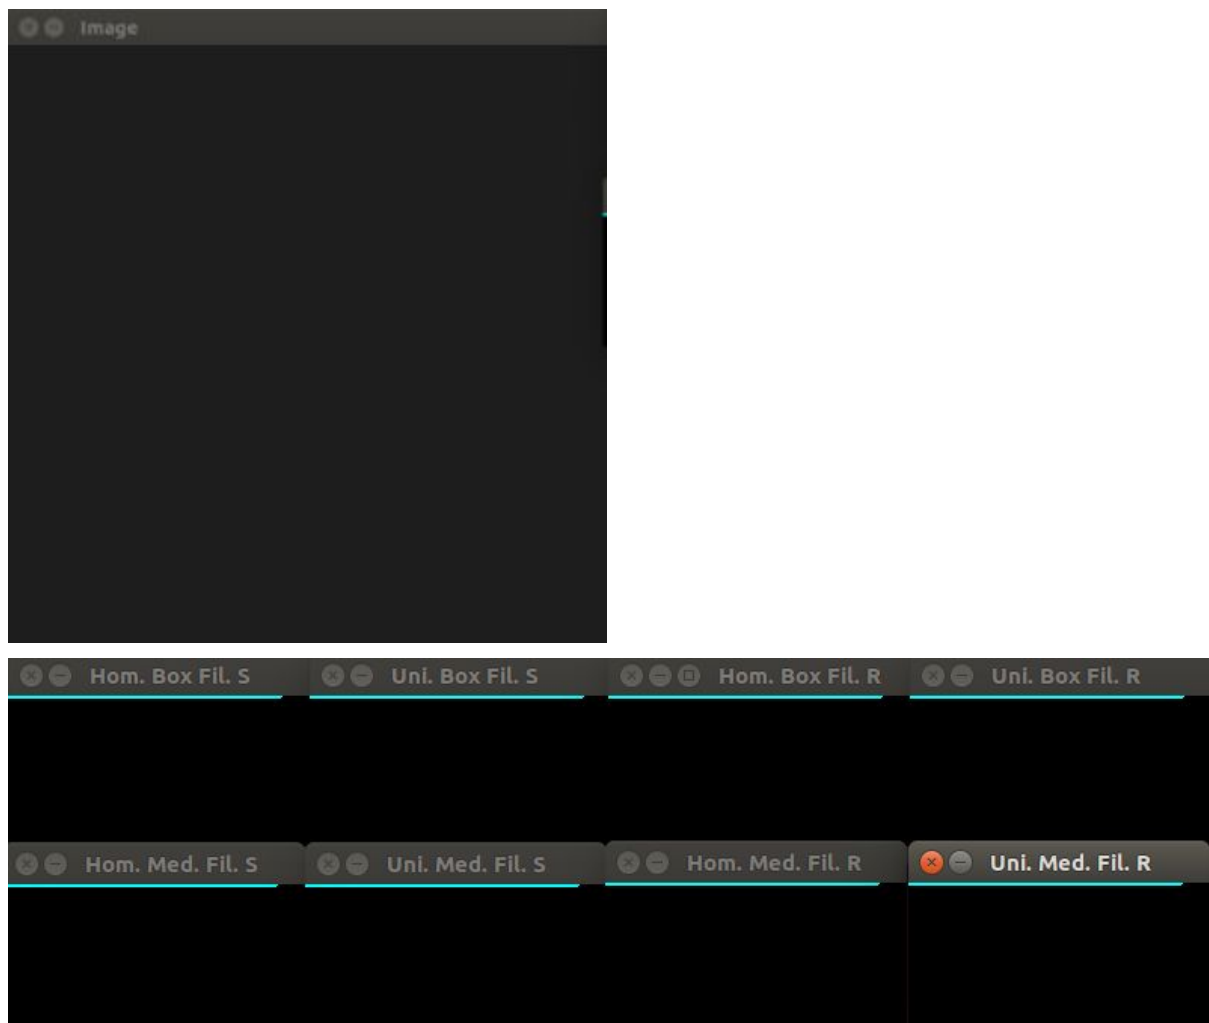 Image
Hom. Box Fil. S
Uni. Box Fil. S
Hom. Box Fil. R
Uni. Box Fil. R
Hom. Med. Fil. S
Uni. Med. Fil. S
Hom. Med. Fil. R
Uni. Med. Fil. R